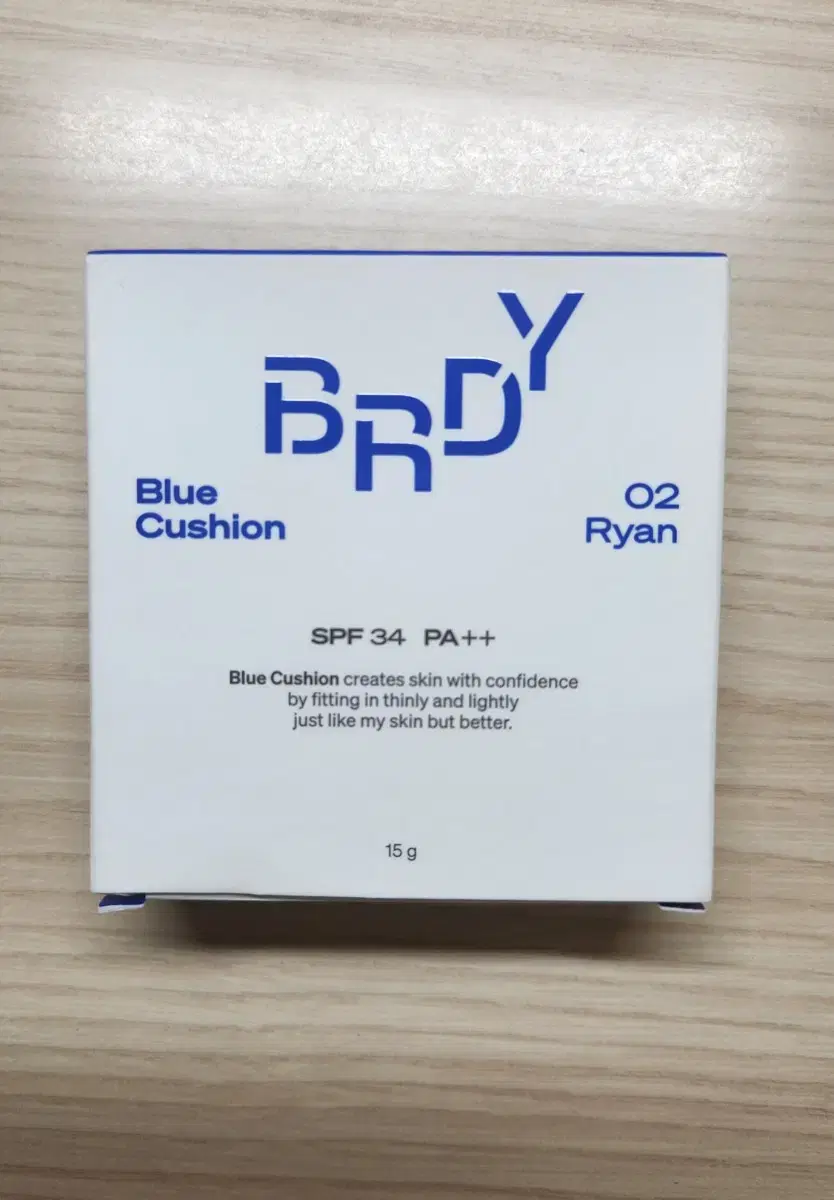 BRDY
Blue
Cushion
02
Ryan
SPF 34 PA++
Blue Cushion creates skin with confidence
by fitting in thinly and lightly
just like my skin but better.
15 g